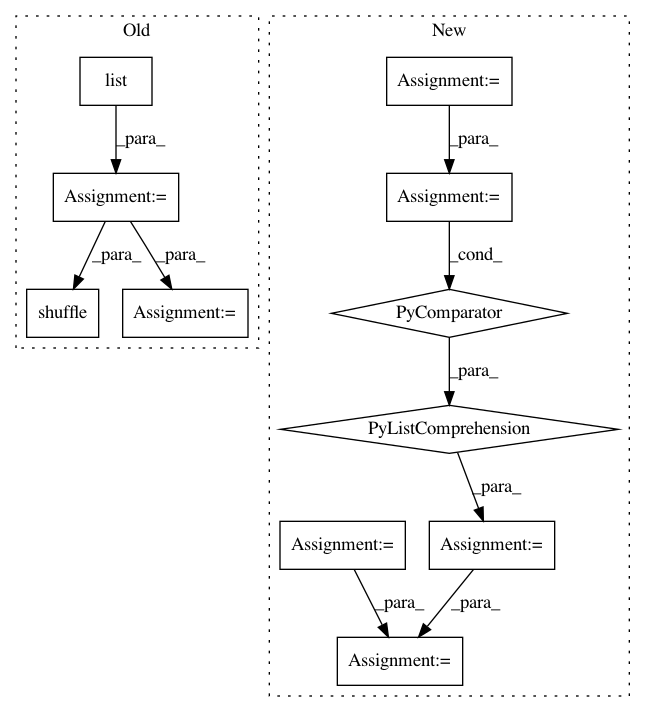 Old
New
list
Assignment:=
_para_
_para_
Assignment:=
Assignment:=
_para_
_para_
_cond_
shuffle
Assignment:=
PyComparator
_para_
PyListComprehension
_para_
Assignment:=
Assignment:=
_para_
_para_
Assignment:=